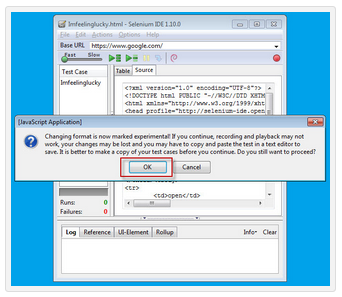 Imfeelinglucky.html - Selenium IDE 1.10.0
File Edit Actions Options Help
Base URL https://www.google.com/
Fast Slow
Test Case
Table Source
Imfeelinglucky
<?xml version="1.0" encoding="UTF-8"?>
<!DOCTYPE html PUBLIC "-//W3C//DTD XHTM
<html xmlns="http://www.w3.org/1999/xht
<head profile="http://selenium-ide.open
[JavaScript Application]
Changing format is now marked experimental! If you continue, recording and playback may not
work, your changes may be lost and you may have to copy and paste the test in a text editor to
save. It is better to make a copy of your test cases before you continue. Do you still want to proceed?
OK Cancel
<tr>
<td>open</td>
Runs: 0
Failures: 0
Log Reference UI-Element Rollup Info Clear